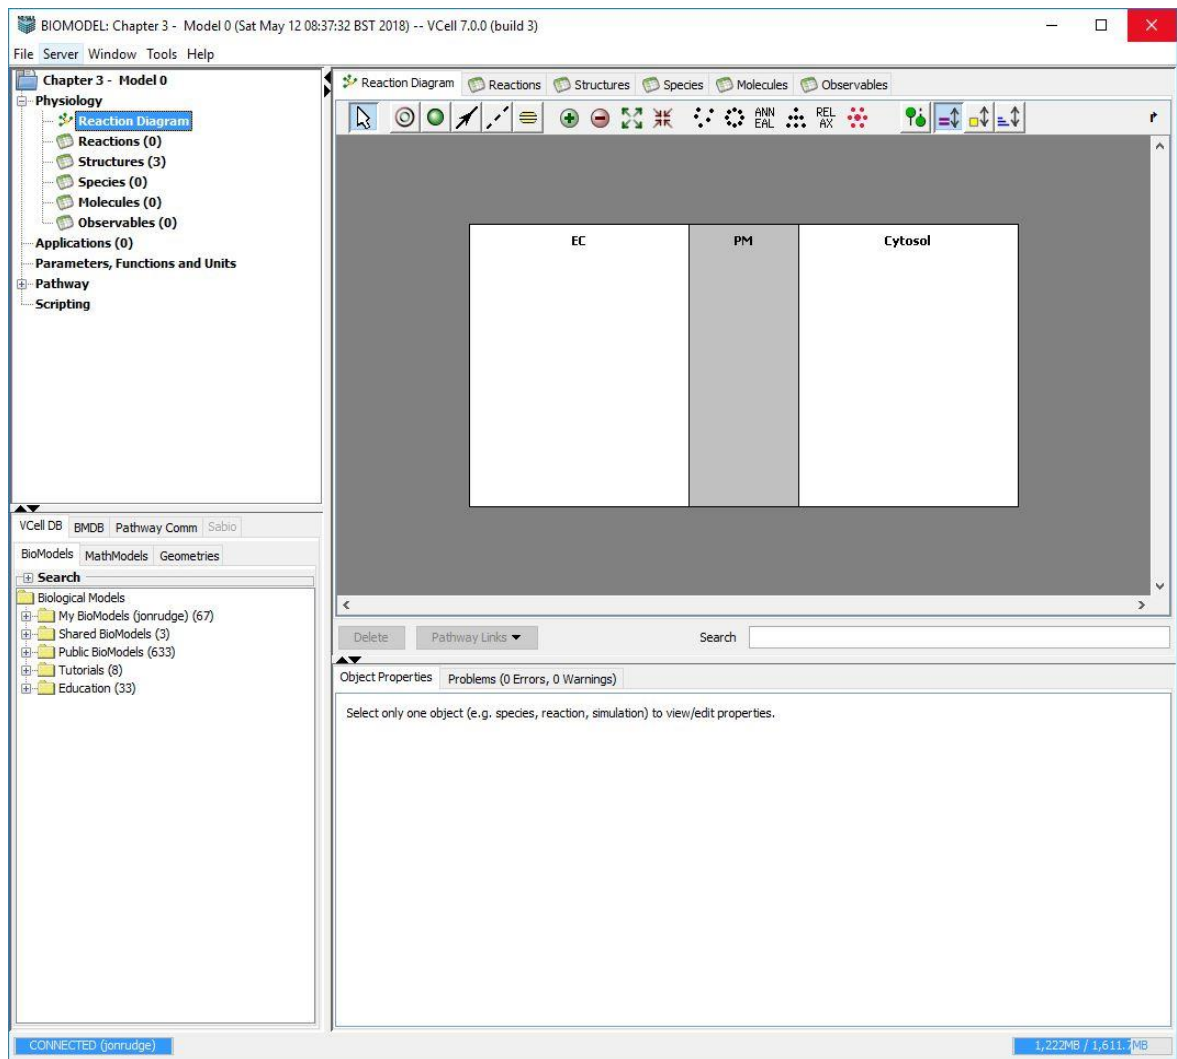 BIOMODEL: Chapter 3 - Model 0 (Sat May 12 08:37:32 BST 2018) -- VCell 7.0.0 (build 3)
File Server Window Tools Help
Chapter 3 - Model 0
Physiology
Reaction Diagram
Reactions (0)
Structures (3)
Species (0)
Molecules (0)
Observables (0)
Applications (0)
Parameters, Functions and Units
Pathway
Scripting
VCell DB BMDB Pathway Comm Sabio
BioModels MathModels Geometries
Search
Biological Models
My BioModels (jonrudge) (67)
Shared BioModels (3)
Public BioModels (633)
Tutorials (8)
Education (33)
Reaction Diagram Reactions Structures Species Molecules Observables
ANN EAL REL AX
EC PM Cytosol
Delete Pathway Links Search
Object Properties Problems (0 Errors, 0 Warnings)
Select only one object (e.g. species, reaction, simulation) to view/edit properties.
CONNECTED (jonrudge) 1,222MB / 1,611.7MB